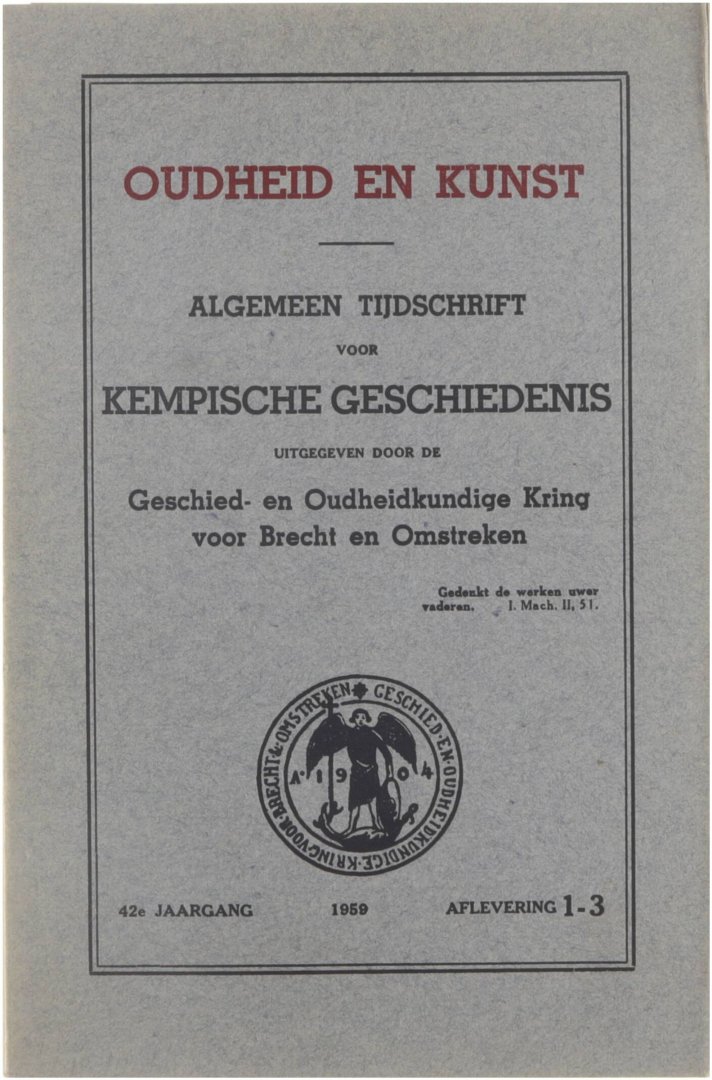 OUDHEID EN KUNST
ALGEMEEN TIJDSCHRIFT
VOOR
KEMPISCHE GESCHIEDENIS
UITGEGEVEN DOOR DE
Geschied- en Oudheidkundige Kring
voor Brecht en Omstreken
Gedenkt de werken uwer
vaderen. I. Mach. II, 51.
GESCHIED·EN·OUDHEIDKUNDIGE·KRING·VOOR·BRECHT·&·OMSTREKEN
A·1904
42e JAARGANG 1959 AFLEVERING 1-3